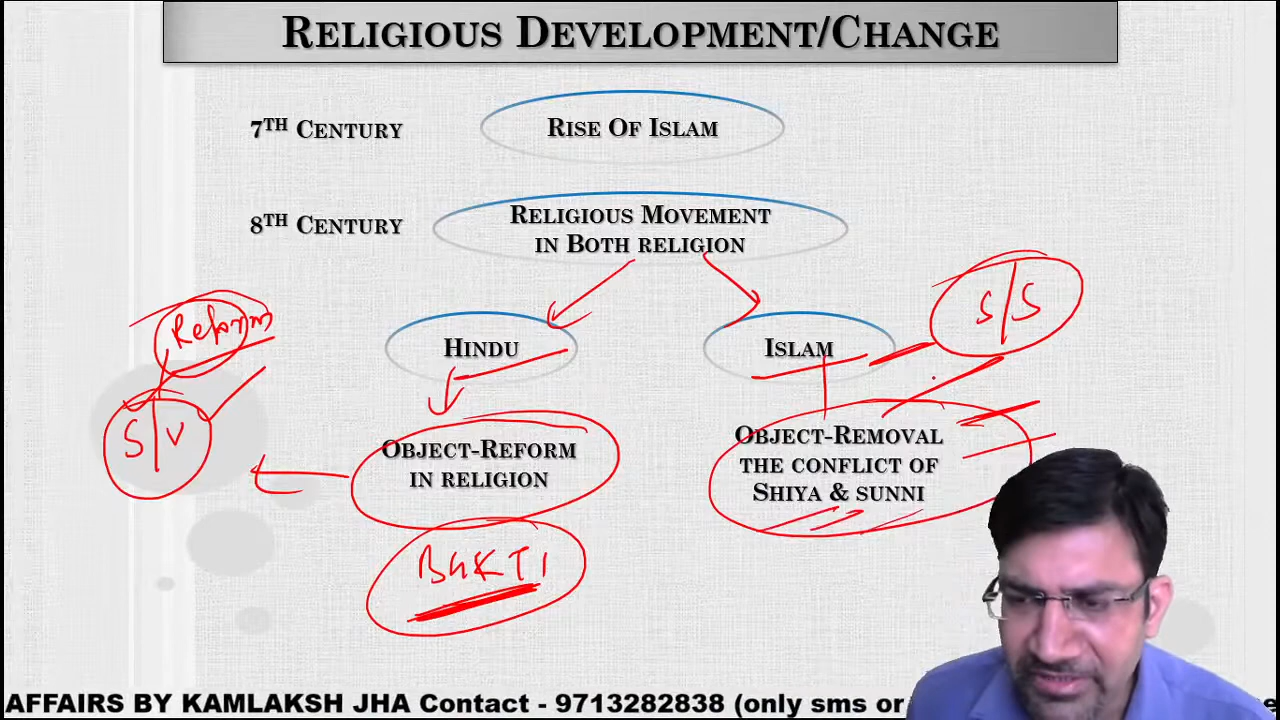 RELIGIOUS DEVELOPMENT/CHANGE
7TH CENTURY
RISE OF ISLAM
8TH CENTURY
RELIGIOUS MOVEMENT
IN BOTH RELIGION
Reform
S/S
HINDU
ISLAM
S/V
OBJECT-REFORM
IN RELIGION
OBJECT-REMOVAL
THE CONFLICT OF
SHIYA & SUNNI
BHKTI
AFFAIRS BY KAMLAKSH JHA Contact - 9713282838 (only sms or